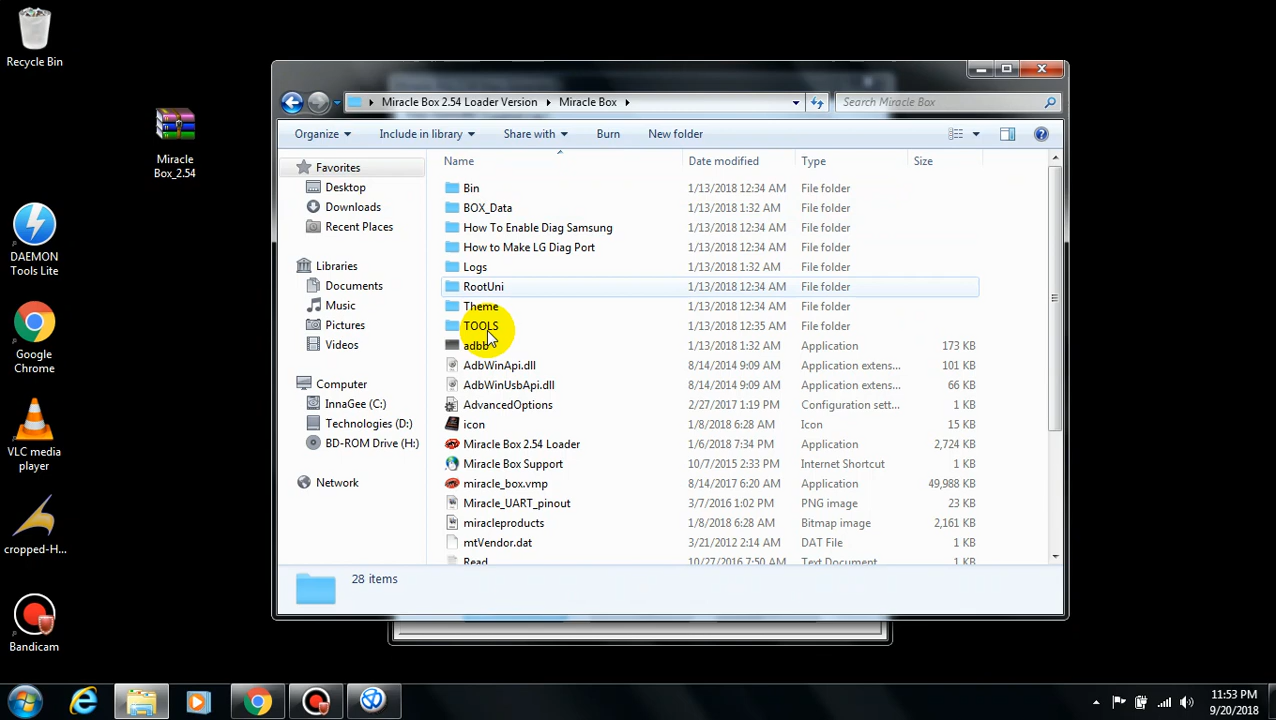 Recycle Bin
Miracle
Box_2.54
DAEMON
Tools Lite
Google
Chrome
VLC media
player
cropped-H...
Bandicam
Miracle Box 2.54 Loader Version
Miracle Box
Search Miracle Box
Organize
Include in library
Share with
Burn
New folder
Favorites
Desktop
Downloads
Recent Places
Libraries
Documents
Music
Pictures
Videos
Computer
InnaGee (C:)
Technologies (D:)
BD-ROM Drive (H:)
Network
Name Date modified Type Size
Bin 1/13/2018 12:34 AM File folder
BOX_Data 1/13/2018 1:32 AM File folder
How To Enable Diag Samsung 1/13/2018 12:34 AM File folder
How to Make LG Diag Port 1/13/2018 12:34 AM File folder
Logs 1/13/2018 1:32 AM File folder
RootUni 1/13/2018 12:34 AM File folder
Theme 1/13/2018 12:34 AM File folder
TOOLS 1/13/2018 12:35 AM File folder
1/13/2018 1:32 AM Application 173 KB
AdbWinApi.dll 8/14/2014 9:09 AM Application extens... 101 KB
AdbWinUsbApi.dll 8/14/2014 9:09 AM Application extens... 66 KB
AdvancedOptions 2/27/2017 1:19 PM Configuration sett... 1 KB
icon 1/8/2018 6:28 AM Icon 15 KB
Miracle Box 2.54 Loader 1/6/2018 7:34 PM Application 2,724 KB
Miracle Box Support 10/7/2015 2:33 PM Internet Shortcut 1 KB
miracle_box.vmp 8/14/2017 6:20 AM Application 49,988 KB
Miracle_UART_pinout 3/7/2016 1:02 PM PNG image 23 KB
miracleproducts 1/8/2018 6:28 AM Bitmap image 2,161 KB
mtVendor.dat 3/21/2012 2:14 AM DAT File 1 KB
Read 10/27/2016 7:50 AM Text Document 1 KB
28 items
11:53 PM
9/20/2018